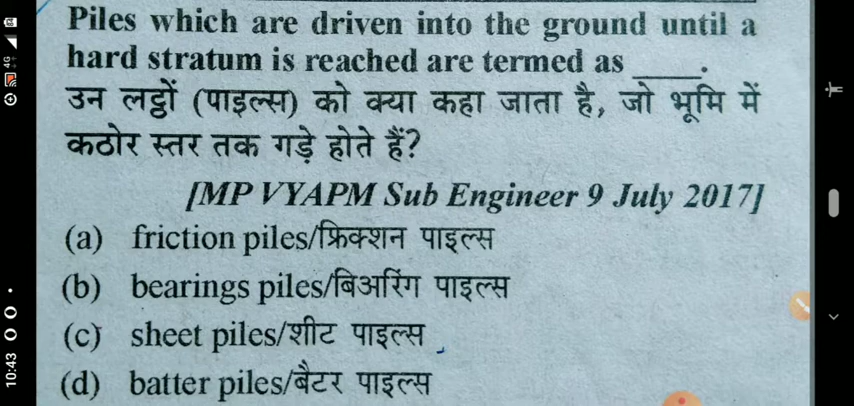 Piles which are driven into the ground until a
hard stratum is reached are termed as _____.
उन लट्ठों (पाइल्स) को क्या कहा जाता है, जो भूमि में
कठोर स्तर तक गड़े होते हैं?
[MP VYAPM Sub Engineer 9 July 2017]
(a) friction piles/फ्रिक्शन पाइल्स
(b) bearings piles/बिअरिंग पाइल्स
(c) sheet piles/शीट पाइल्स
(d) batter piles/बैटर पाइल्स
4G
10:43